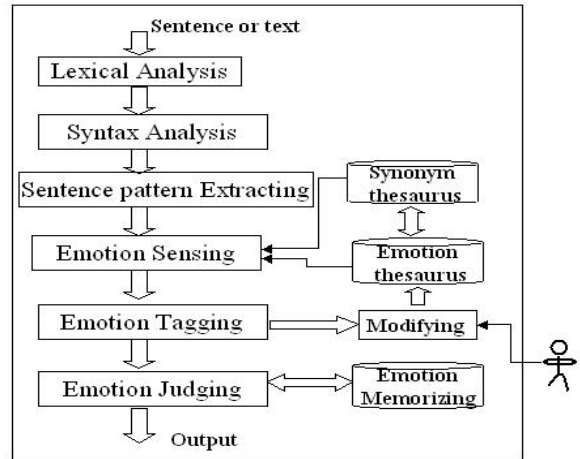 Sentence or text
Lexical Analysis
Syntax Analysis
Sentence pattern Extracting
Synonym
thesaurus
Emotion Sensing
Emotion
thesaurus
Emotion Tagging
Modifying
Emotion Judging
Emotion
Memorizing
Output